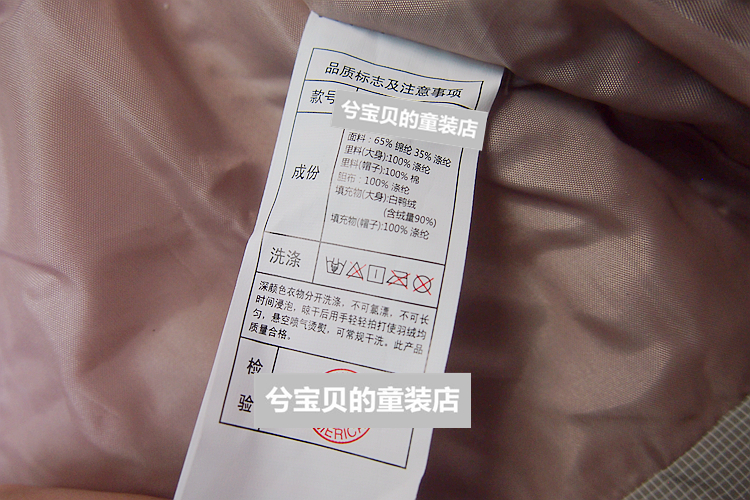 品质标志及注意事项
款号
兮宝贝的童装店
成份
面料：65% 锦纶 35% 涤纶
里料(大身):100% 涤纶
里料(帽子):100% 棉
胆布：100% 涤纶
填充物(大身):白鸭绒
(含绒量90%)
填充物(帽子):100% 涤纶
洗涤
深颜色衣物分开洗涤，不可氯漂，不可长
时间浸泡，晾干后用手轻轻拍打使羽绒均
匀，悬空喷气烫熨，可常规干洗。此产品
质量合格。
检验
兮宝贝的童装店